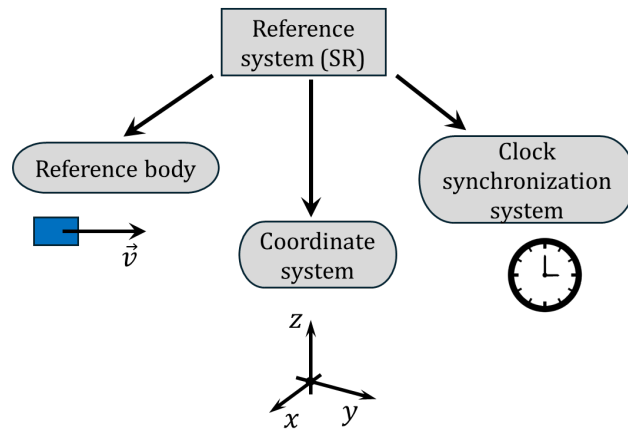 Reference
system (SR)
Reference body
Clock
synchronization
system
v⃗
Coordinate
system
z
x
y